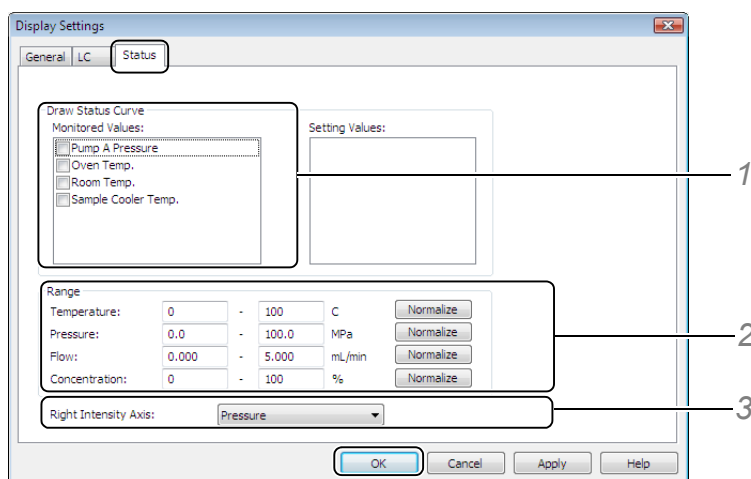 Display Settings
General LC Status
Draw Status Curve
Monitored Values: Setting Values:
Pump A Pressure
Oven Temp.
Room Temp.
Sample Cooler Temp.
1
Range
Temperature: 0 - 100 C Normalize
Pressure: 0.0 - 100.0 MPa Normalize
Flow: 0.000 - 5.000 mL/min Normalize
Concentration: 0 - 100 % Normalize
2
Right Intensity Axis: Pressure
3
OK Cancel Apply Help